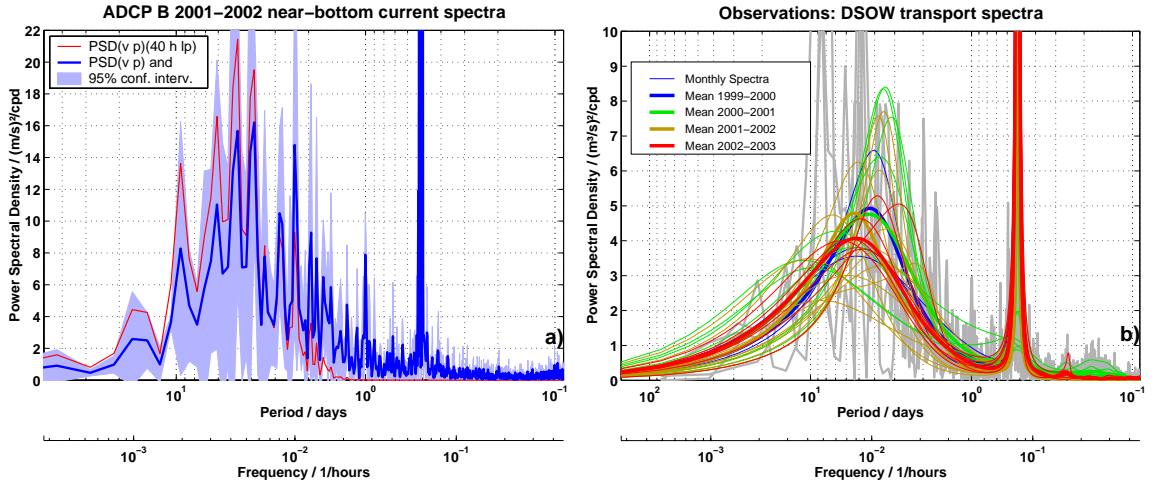 ADCP B 2001−2002 near−bottom current spectra
Power Spectral Density / (m/s)²/cpd
22
20
18
16
14
12
10
8
6
4
2
0
PSD(v p)(40 h lp)
PSD(v p) and
95% conf. interv.
a)
10¹ 10⁰ 10⁻¹
Period / days
10⁻³ 10⁻² 10⁻¹
Frequency / 1/hours
Observations: DSOW transport spectra
Power Spectral Density / (m³/s)²/cpd
10
9
8
7
6
5
4
3
2
1
0
Monthly Spectra
Mean 1999−2000
Mean 2000−2001
Mean 2001−2002
Mean 2002−2003
b)
10² 10¹ 10⁰ 10⁻¹
Period / days
10⁻³ 10⁻² 10⁻¹
Frequency / 1/hours